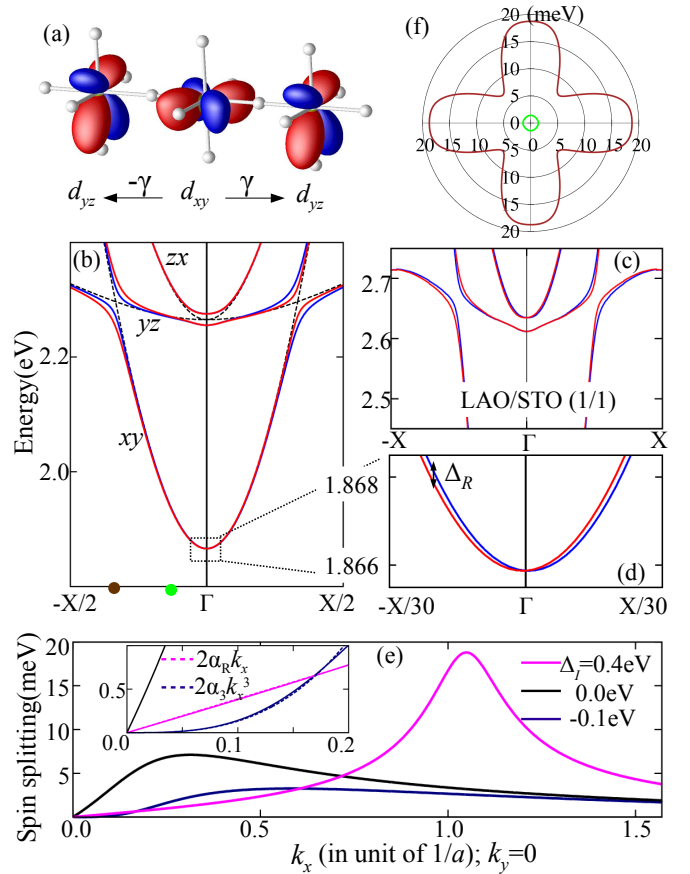 (a)
-γ
γ
d_yz
d_xy
d_yz
(f)
20 (meV)
15
10
5
0
20 15 10 5 0 5 10 15 20
5
10
15
20
(b)
zx
yz
xy
Energy(eV)
2.2
2.0
-X/2
Γ
X/2
(c)
2.7
2.6
2.5
LAO/STO (1/1)
-X
Γ
X
1.868
1.866
Δ_R
(d)
-X/30
Γ
X/30
(e)
Spin splitting(meV)
20
15
10
5
0
0.5
0.0
0.1
0.2
2α_R k_x
2α_3 k_x^3
Δ_I=0.4eV
0.0eV
-0.1eV
0.0
0.5
1.0
1.5
k_x (in unit of 1/a); k_y=0